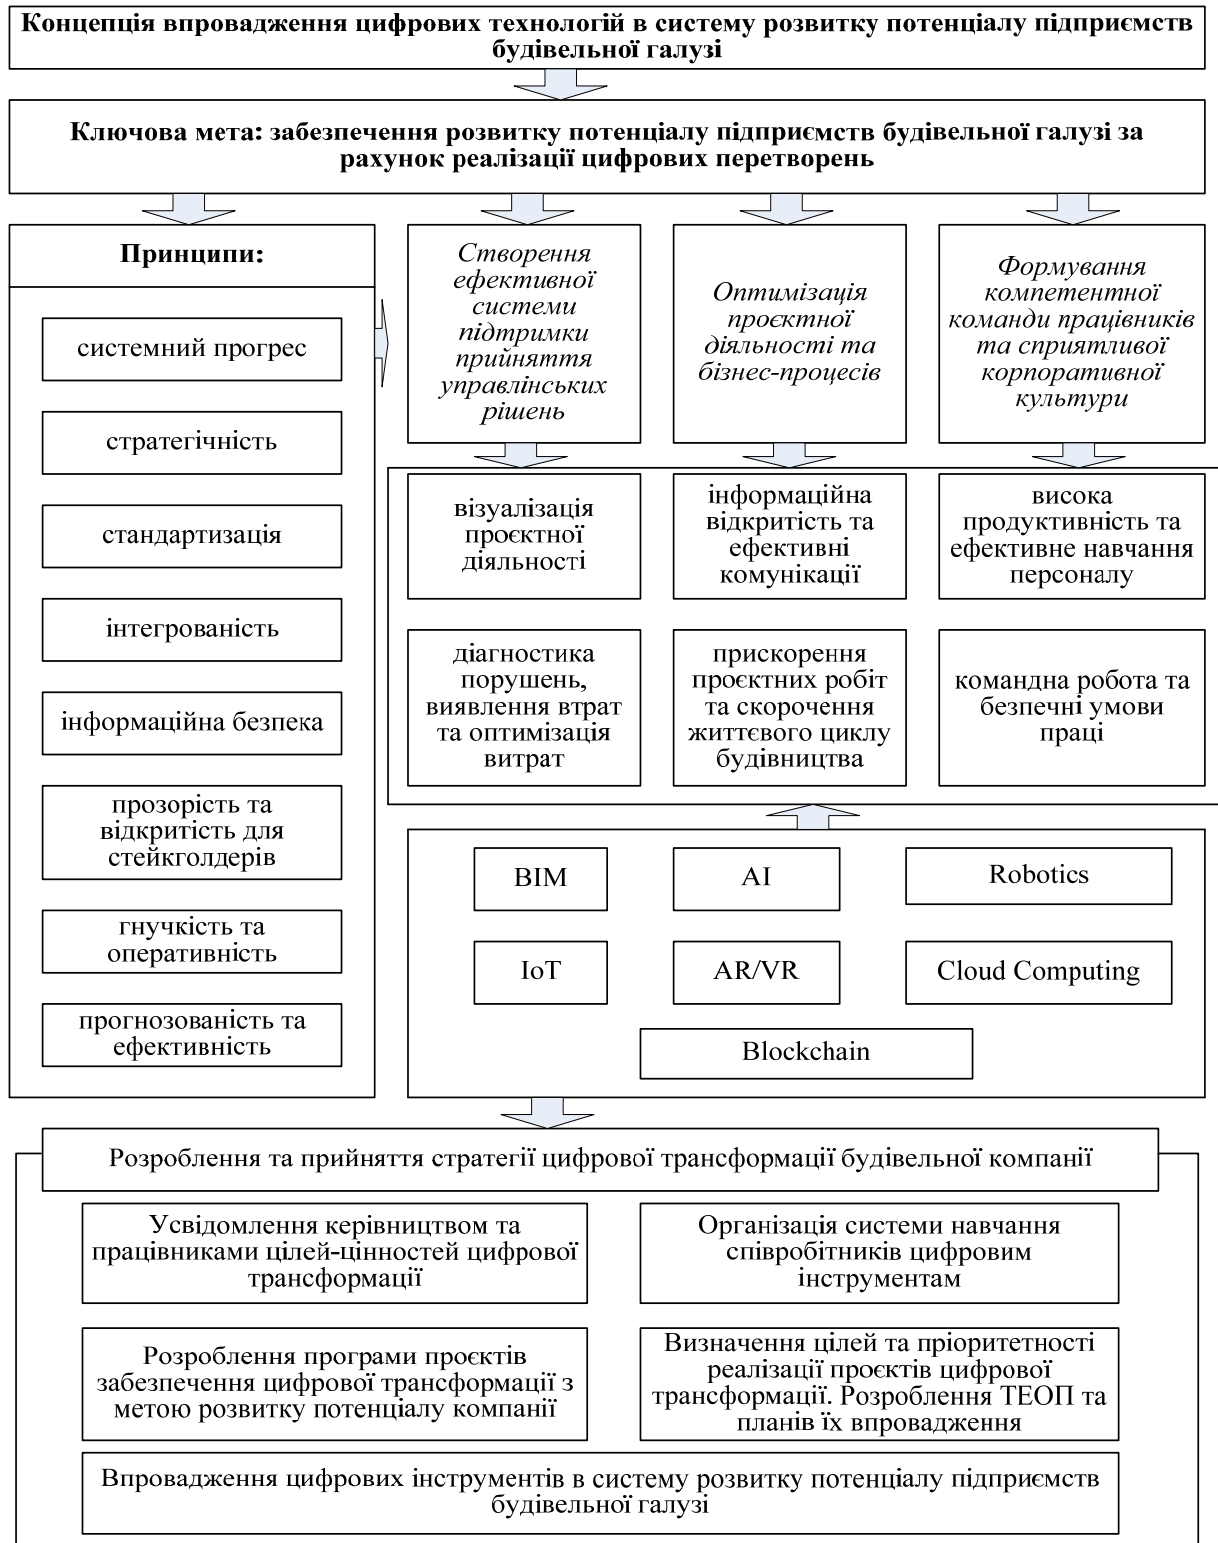 Концепція впровадження цифрових технологій в систему розвитку потенціалу підприємств
будівельної галузі
Ключова мета: забезпечення розвитку потенціалу підприємств будівельної галузі за
рахунок реалізації цифрових перетворень
Принципи:
системний прогрес
стратегічність
стандартизація
інтегрованість
інформаційна безпека
прозорість та
відкритість для
стейкголдерів
гнучкість та
оперативність
прогнозованість та
ефективність
Створення
ефективної
системи
підтримки
прийняття
управлінських
рішень
Оптимізація
проєктної
діяльності та
бізнес-процесів
Формування
компетентної
команди працівників
та сприятливої
корпоративної
культури
візуалізація
проєктної
діяльності
інформаційна
відкритість та
ефективні
комунікації
висока
продуктивність та
ефективне навчання
персоналу
діагностика
порушень,
виявлення втрат
та оптимізація
витрат
прискорення
проєктних робіт
та скорочення
життєвого циклу
будівництва
командна робота та
безпечні умови
праці
BIM
AI
Robotics
IoT
AR/VR
Cloud Computing
Blockchain
Розроблення та прийняття стратегії цифрової трансформації будівельної компанії
Усвідомлення керівництвом та
працівниками цілей-цінностей цифрової
трансформації
Організація системи навчання
співробітників цифровим
інструментам
Розроблення програми проєктів
забезпечення цифрової трансформації з
метою розвитку потенціалу компанії
Визначення цілей та пріоритетності
реалізації проєктів цифрової
трансформації. Розроблення ТЕОП та
планів їх впровадження
Впровадження цифрових інструментів в систему розвитку потенціалу підприємств
будівельної галузі